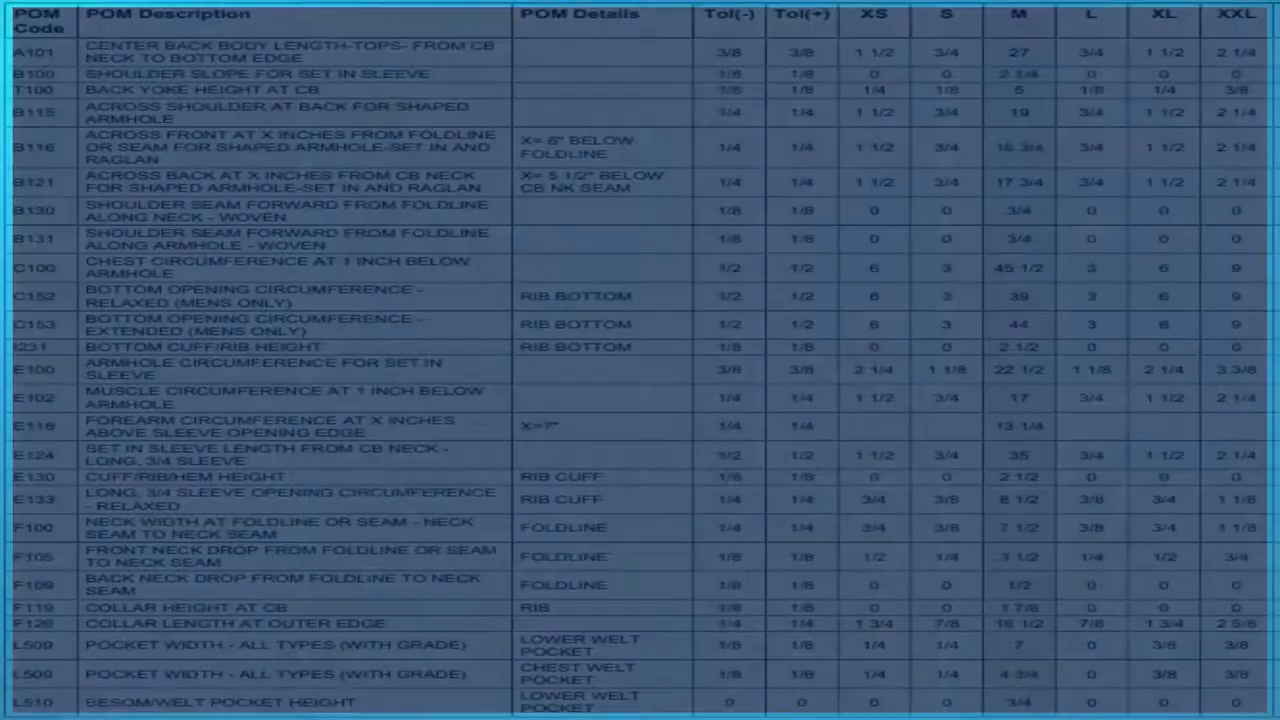 POM Code POM Description POM Details Tol(-) Tol(+) XS S M L XL XXL
A101 CENTER BACK BODY LENGTH-TOPS- FROM CB NECK TO BOTTOM EDGE 3/8 3/8 1 1/2 3/4 27 3/4 1 1/2 2 1/4
B100 SHOULDER SLOPE FOR SET IN SLEEVE 1/8 1/8 0 0 2 1/4 0 0 0
T100 BACK YOKE HEIGHT AT CB 1/8 1/8 1/4 1/8 5 1/8 1/4 3/8
B115 ACROSS SHOULDER AT BACK FOR SHAPED ARMHOLE 1/4 1/4 1 1/2 3/4 19 3/4 1 1/2 2 1/4
B116 ACROSS FRONT AT X INCHES FROM FOLDLINE OR SEAM FOR SHAPED ARMHOLE-SET IN AND RAGLAN X= 6" BELOW FOLDLINE 1/4 1/4 1 1/2 3/4 16 3/4 3/4 1 1/2 2 1/4
B121 ACROSS BACK AT X INCHES FROM CB NECK FOR SHAPED ARMHOLE-SET IN AND RAGLAN X= 5 1/2" BELOW CB NK SEAM 1/4 1/4 1 1/2 3/4 17 3/4 3/4 1 1/2 2 1/4
B130 SHOULDER SEAM FORWARD FROM FOLDLINE ALONG NECK - WOVEN 1/8 1/8 0 0 3/4 0 0 0
B131 SHOULDER SEAM FORWARD FROM FOLDLINE ALONG ARMHOLE - WOVEN 1/8 1/8 0 0 3/4 0 0 0
C100 CHEST CIRCUMFERENCE AT 1 INCH BELOW ARMHOLE 1/2 1/2 6 3 45 1/2 3 6 9
C152 BOTTOM OPENING CIRCUMFERENCE - RELAXED (MENS ONLY) RIB BOTTOM 1/2 1/2 6 3 39 3 6 9
C153 BOTTOM OPENING CIRCUMFERENCE - EXTENDED (MENS ONLY) RIB BOTTOM 1/2 1/2 6 3 44 3 6 9
I231 BOTTOM CUFF/RIB HEIGHT RIB BOTTOM 1/8 1/8 0 0 2 1/2 0 0 0
E100 ARMHOLE CIRCUMFERENCE FOR SET IN SLEEVE 3/8 3/8 2 1/4 1 1/8 22 1/2 1 1/8 2 1/4 3 3/8
E102 MUSCLE CIRCUMFERENCE AT 1 INCH BELOW ARMHOLE 1/4 1/4 1 1/2 3/4 17 3/4 1 1/2 2 1/4
E118 FOREARM CIRCUMFERENCE AT X INCHES ABOVE SLEEVE OPENING EDGE X=7" 1/4 1/4 13 1/4
E124 SET IN SLEEVE LENGTH FROM CB NECK - LONG, 3/4 SLEEVE 1/2 1/2 1 1/2 3/4 35 3/4 1 1/2 2 1/4
E130 CUFF/RIB/HEM HEIGHT RIB CUFF 1/8 1/8 0 0 2 1/2 0 0 0
E133 LONG, 3/4 SLEEVE OPENING CIRCUMFERENCE - RELAXED RIB CUFF 1/4 1/4 3/4 3/8 8 1/2 3/8 3/4 1 1/8
F100 NECK WIDTH AT FOLDLINE OR SEAM - NECK SEAM TO NECK SEAM FOLDLINE 1/4 1/4 3/4 3/8 7 1/2 3/8 3/4 1 1/8
F105 FRONT NECK DROP FROM FOLDLINE OR SEAM TO NECK SEAM FOLDLINE 1/8 1/8 1/2 1/4 3 1/2 1/4 1/2 3/4
F109 BACK NECK DROP FROM FOLDLINE TO NECK SEAM FOLDLINE 1/8 1/8 0 0 1/2 0 0 0
F119 COLLAR HEIGHT AT CB RIB 1/8 1/8 0 0 1 7/8 0 0 0
F129 COLLAR LENGTH AT OUTER EDGE 1/4 1/4 1 3/4 7/8 18 1/2 7/8 1 3/4 2 5/8
L509 POCKET WIDTH - ALL TYPES (WITH GRADE) LOWER WELT POCKET 1/8 1/8 1/4 1/4 7 0 3/8 3/8
L509 POCKET WIDTH - ALL TYPES (WITH GRADE) CHEST WELT POCKET 1/8 1/8 1/4 1/4 4 3/4 0 3/8 3/8
L510 BESOM/WELT POCKET HEIGHT LOWER WELT POCKET 0 0 0 0 3/4 0 0 0